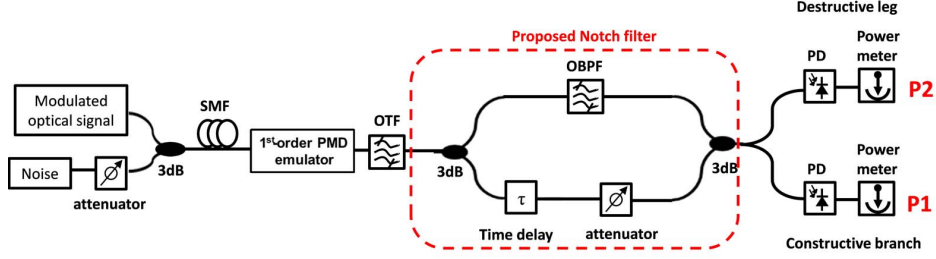 Destructive leg
Proposed Notch filter
PD
Power
meter
P2
OBPF
Modulated
optical signal
SMF
OTF
1st-order PMD
emulator
3dB
3dB
3dB
Noise
attenuator
τ
Time delay
attenuator
PD
Power
meter
P1
Constructive branch